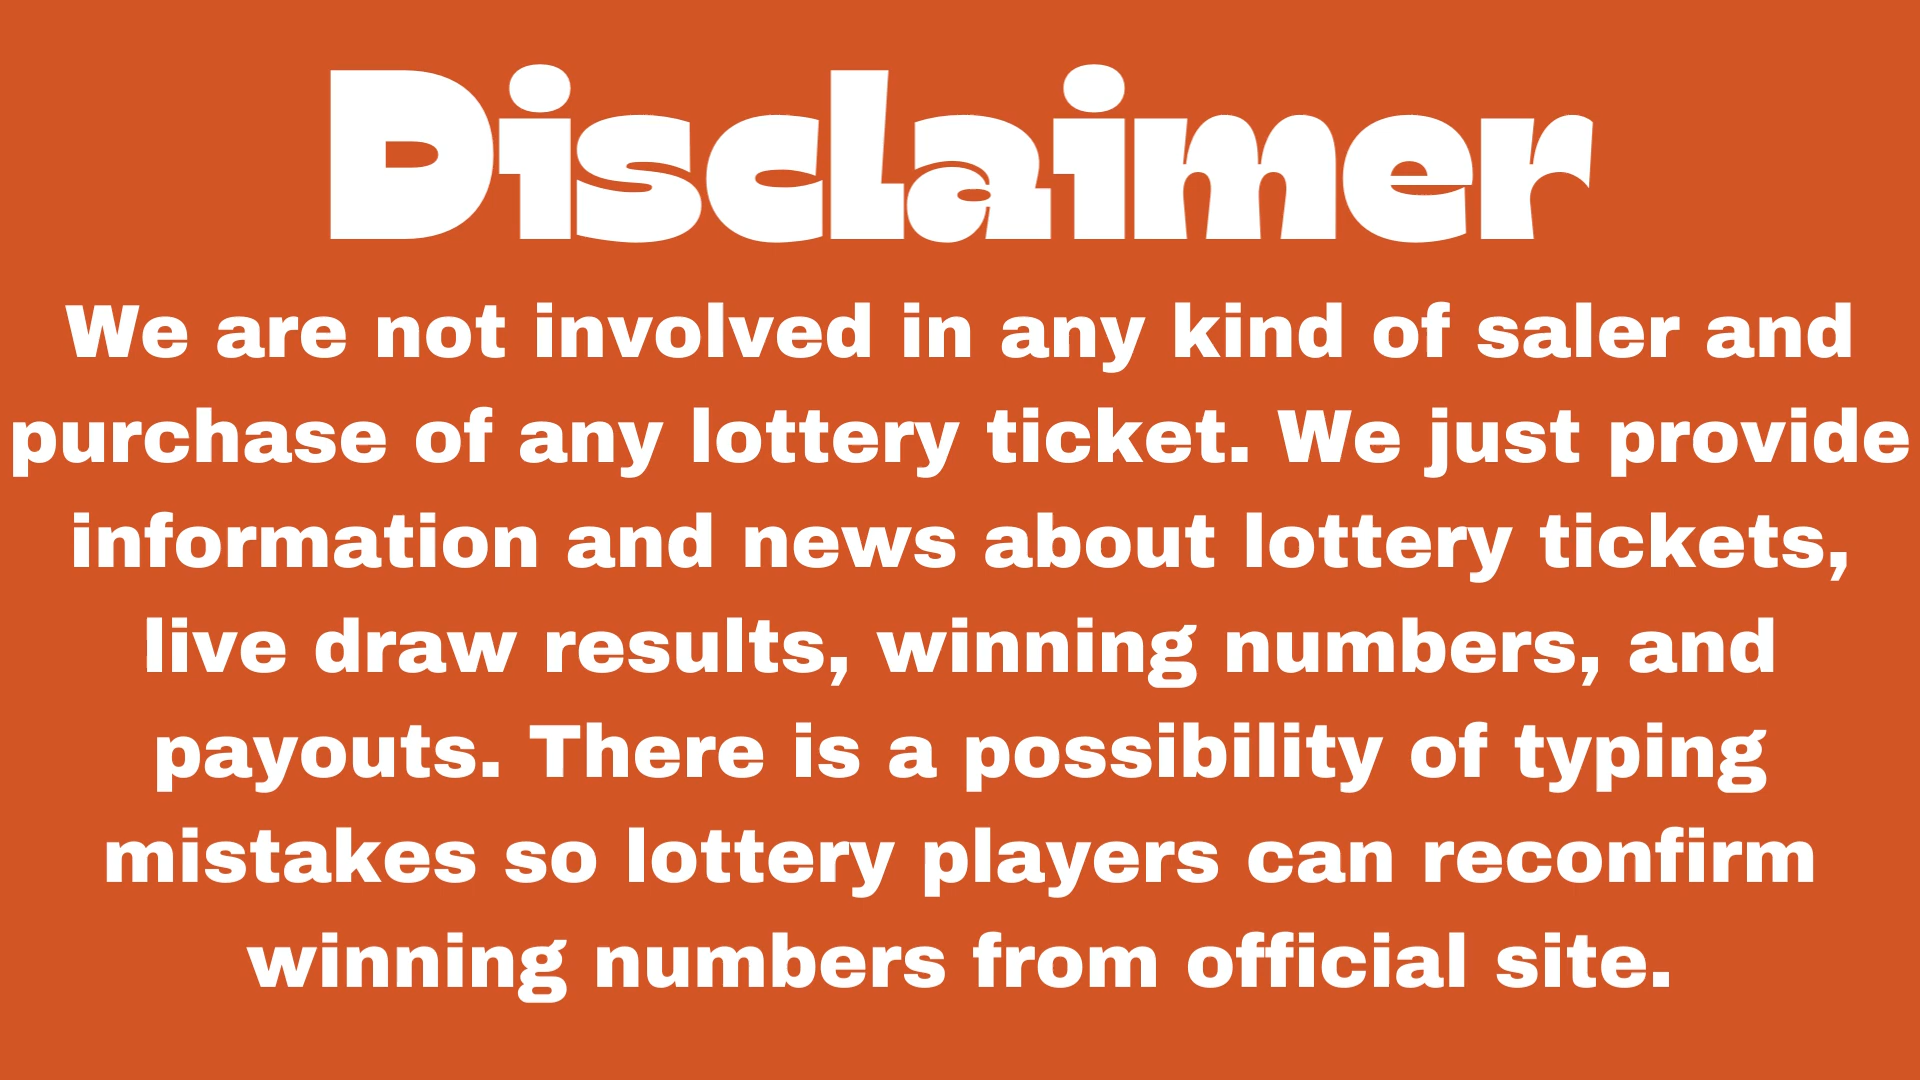 Disclaimer
We are not involved in any kind of saler and
purchase of any lottery ticket. We just provide
information and news about lottery tickets,
live draw results, winning numbers, and
payouts. There is a possibility of typing
mistakes so lottery players can reconfirm
winning numbers from official site.